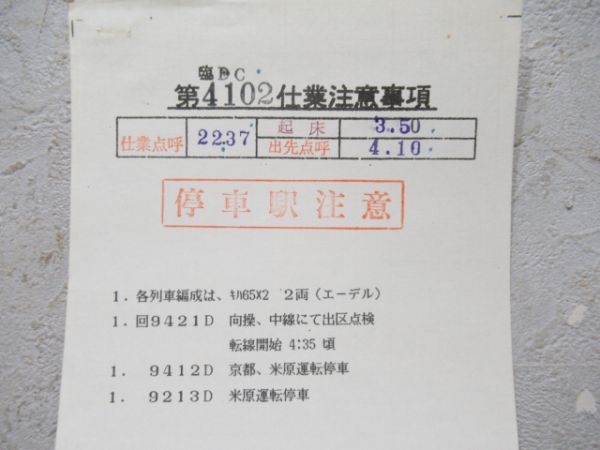 臨DC
第4102仕業注意事項
仕業点呼 2237 起床 3.50
出先点呼 4.10
停車駅注意
1. 各列車編成は、ｷﾊ65X2 2両(エーデル)
1. 回9421D 向操、中線にて出区点検
転線開始 4:35 頃
1. 9412D 京都、米原運転停車
1. 9213D 米原運転停車